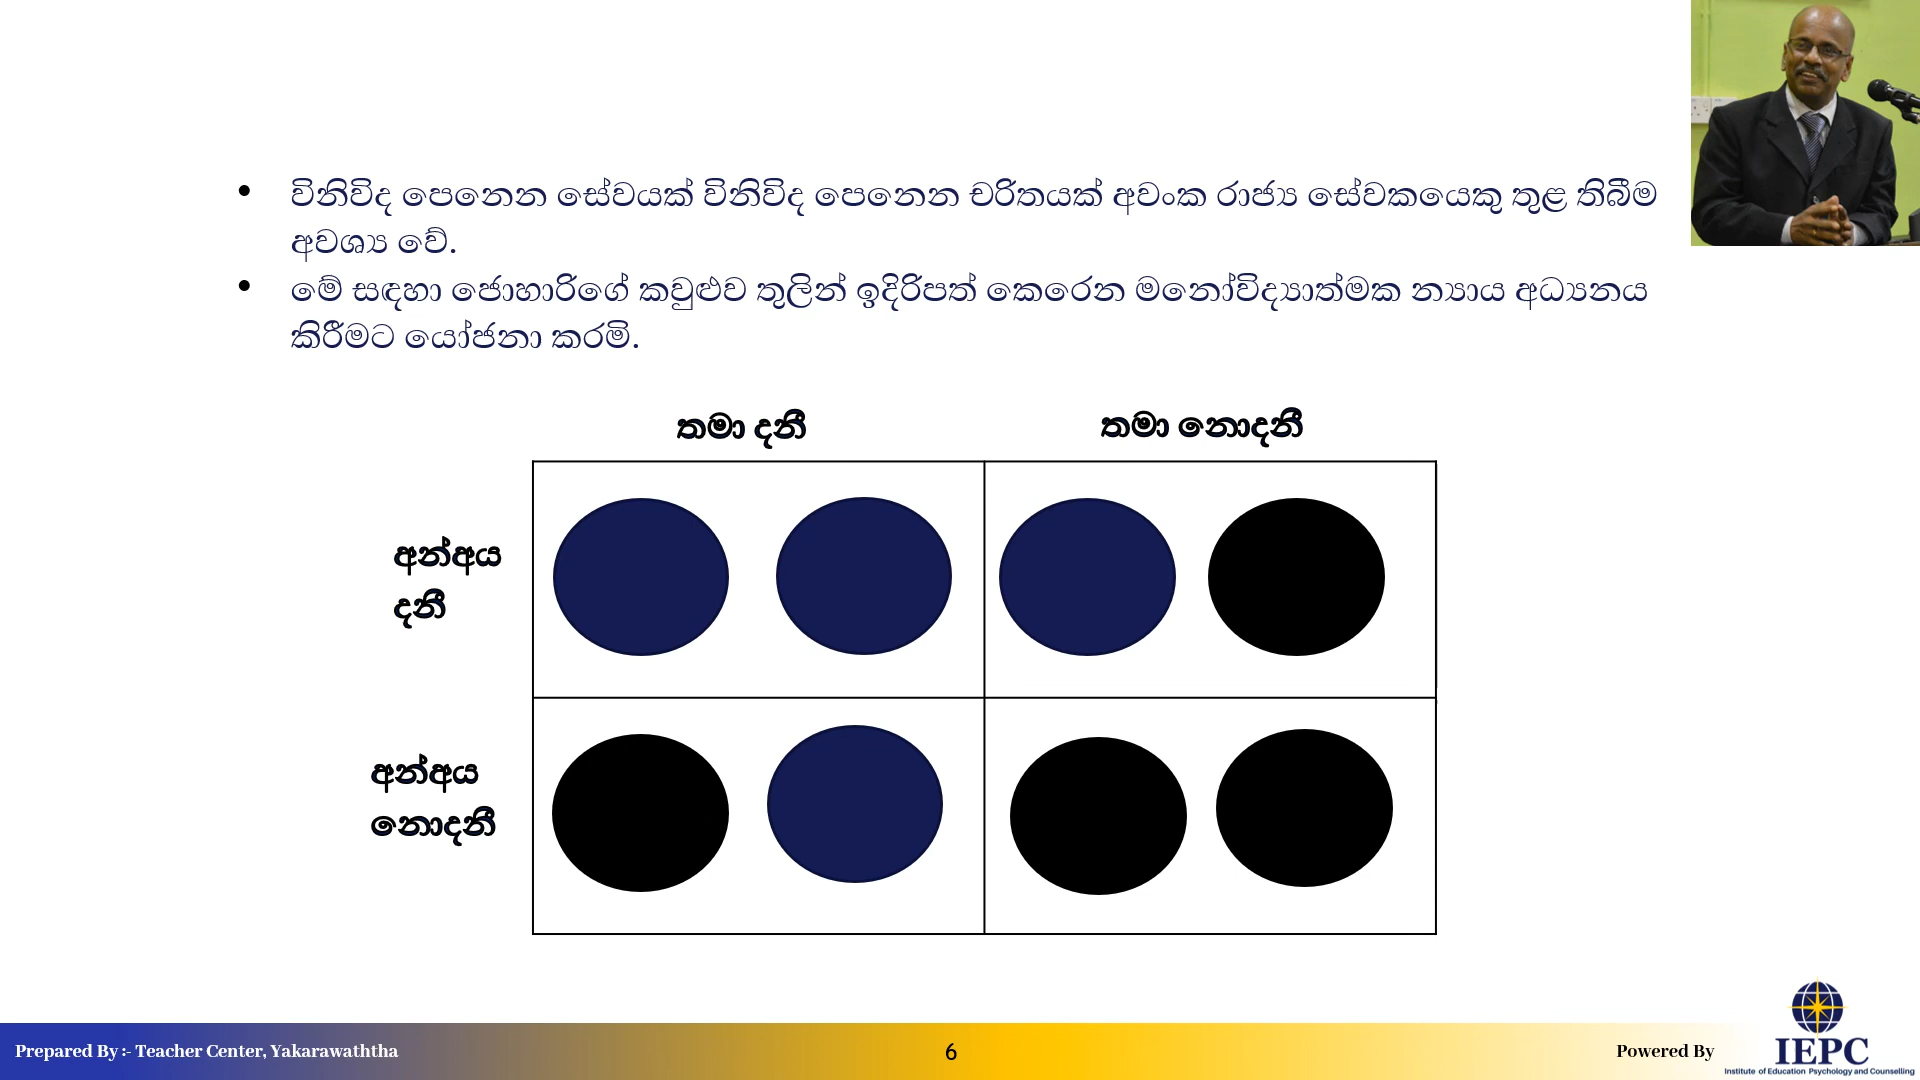 • විනිවිද පෙනෙන සේවයක් විනිවිද පෙනෙන චරිතයක් අවංක රාජ්‍ය සේවකයෙකු තුළ තිබීම
අවශ්‍ය වේ.
• මේ සඳහා ජොහාරිගේ කවුළුව තුලින් ඉදිරිපත් කෙරෙන මනෝවිද්‍යාත්මක න්‍යාය අධ්‍යනය
කිරීමට යෝජනා කරමි.
තමා දනී
තමා නොදනී
අන්අය
දනී
අන්අය
නොදනී
Prepared By :- Teacher Center, Yakarawaththa
6
Powered By
IEPC
Institute of Education Psychology and Counselling